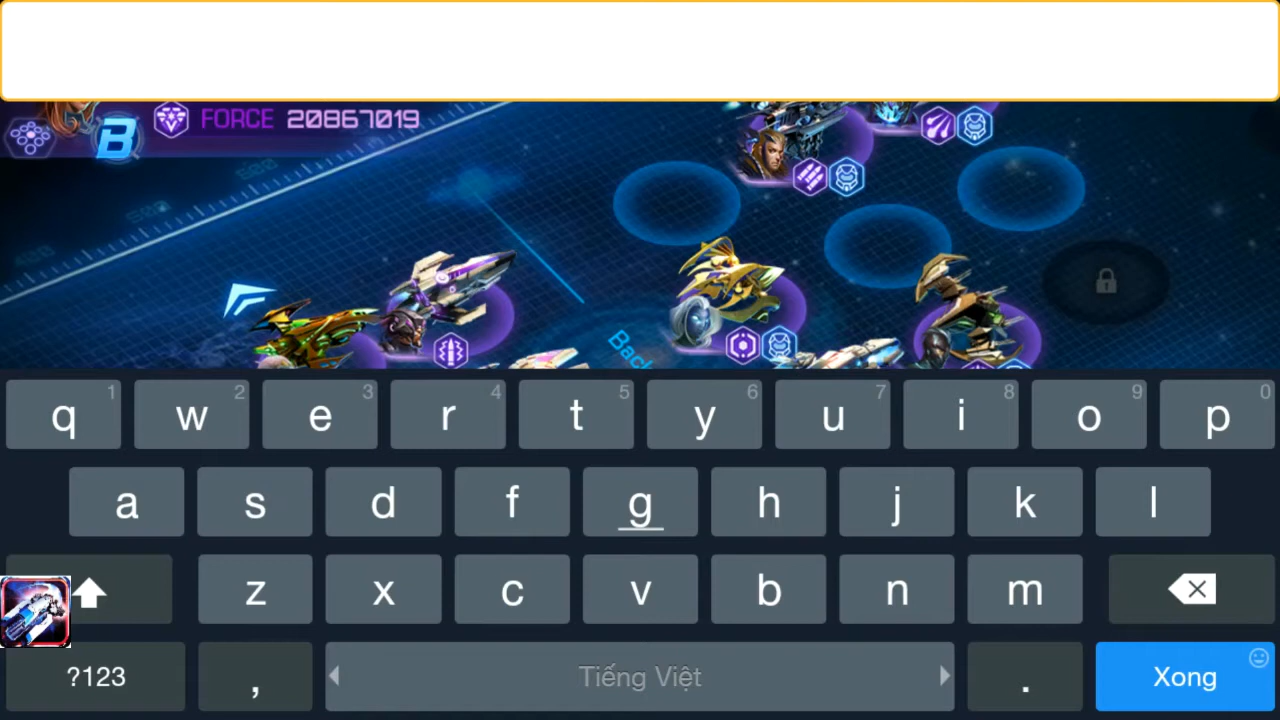 B FORCE 20867019
Back
1 2 3 4 5 6 7 8 9 0
q w e r t y u i o p
a s d f g h j k l
z x c v b n m
?123 , Tiếng Việt . Xong